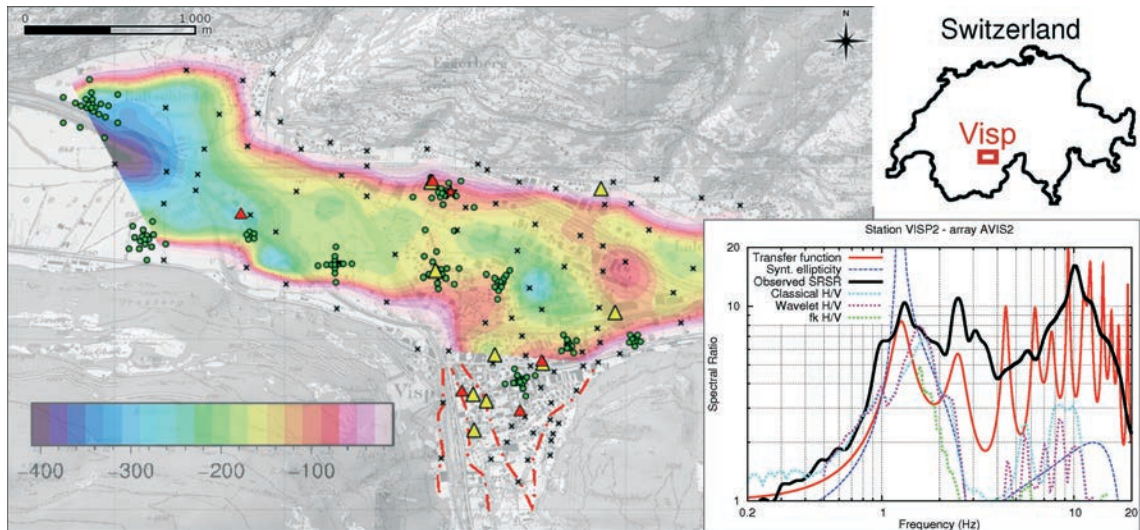 0
1 000
m
N
Eggerberg
Visp
-400
-300
-200
-100
Switzerland
Visp
Station VISP2 - array AVIS2
Transfer function
Synt. ellipticity
Observed SRSR
Classical H/V
Wavelet H/V
fk H/V
Spectral Ratio
20
10
1
0.2
1
10
20
Frequency (Hz)